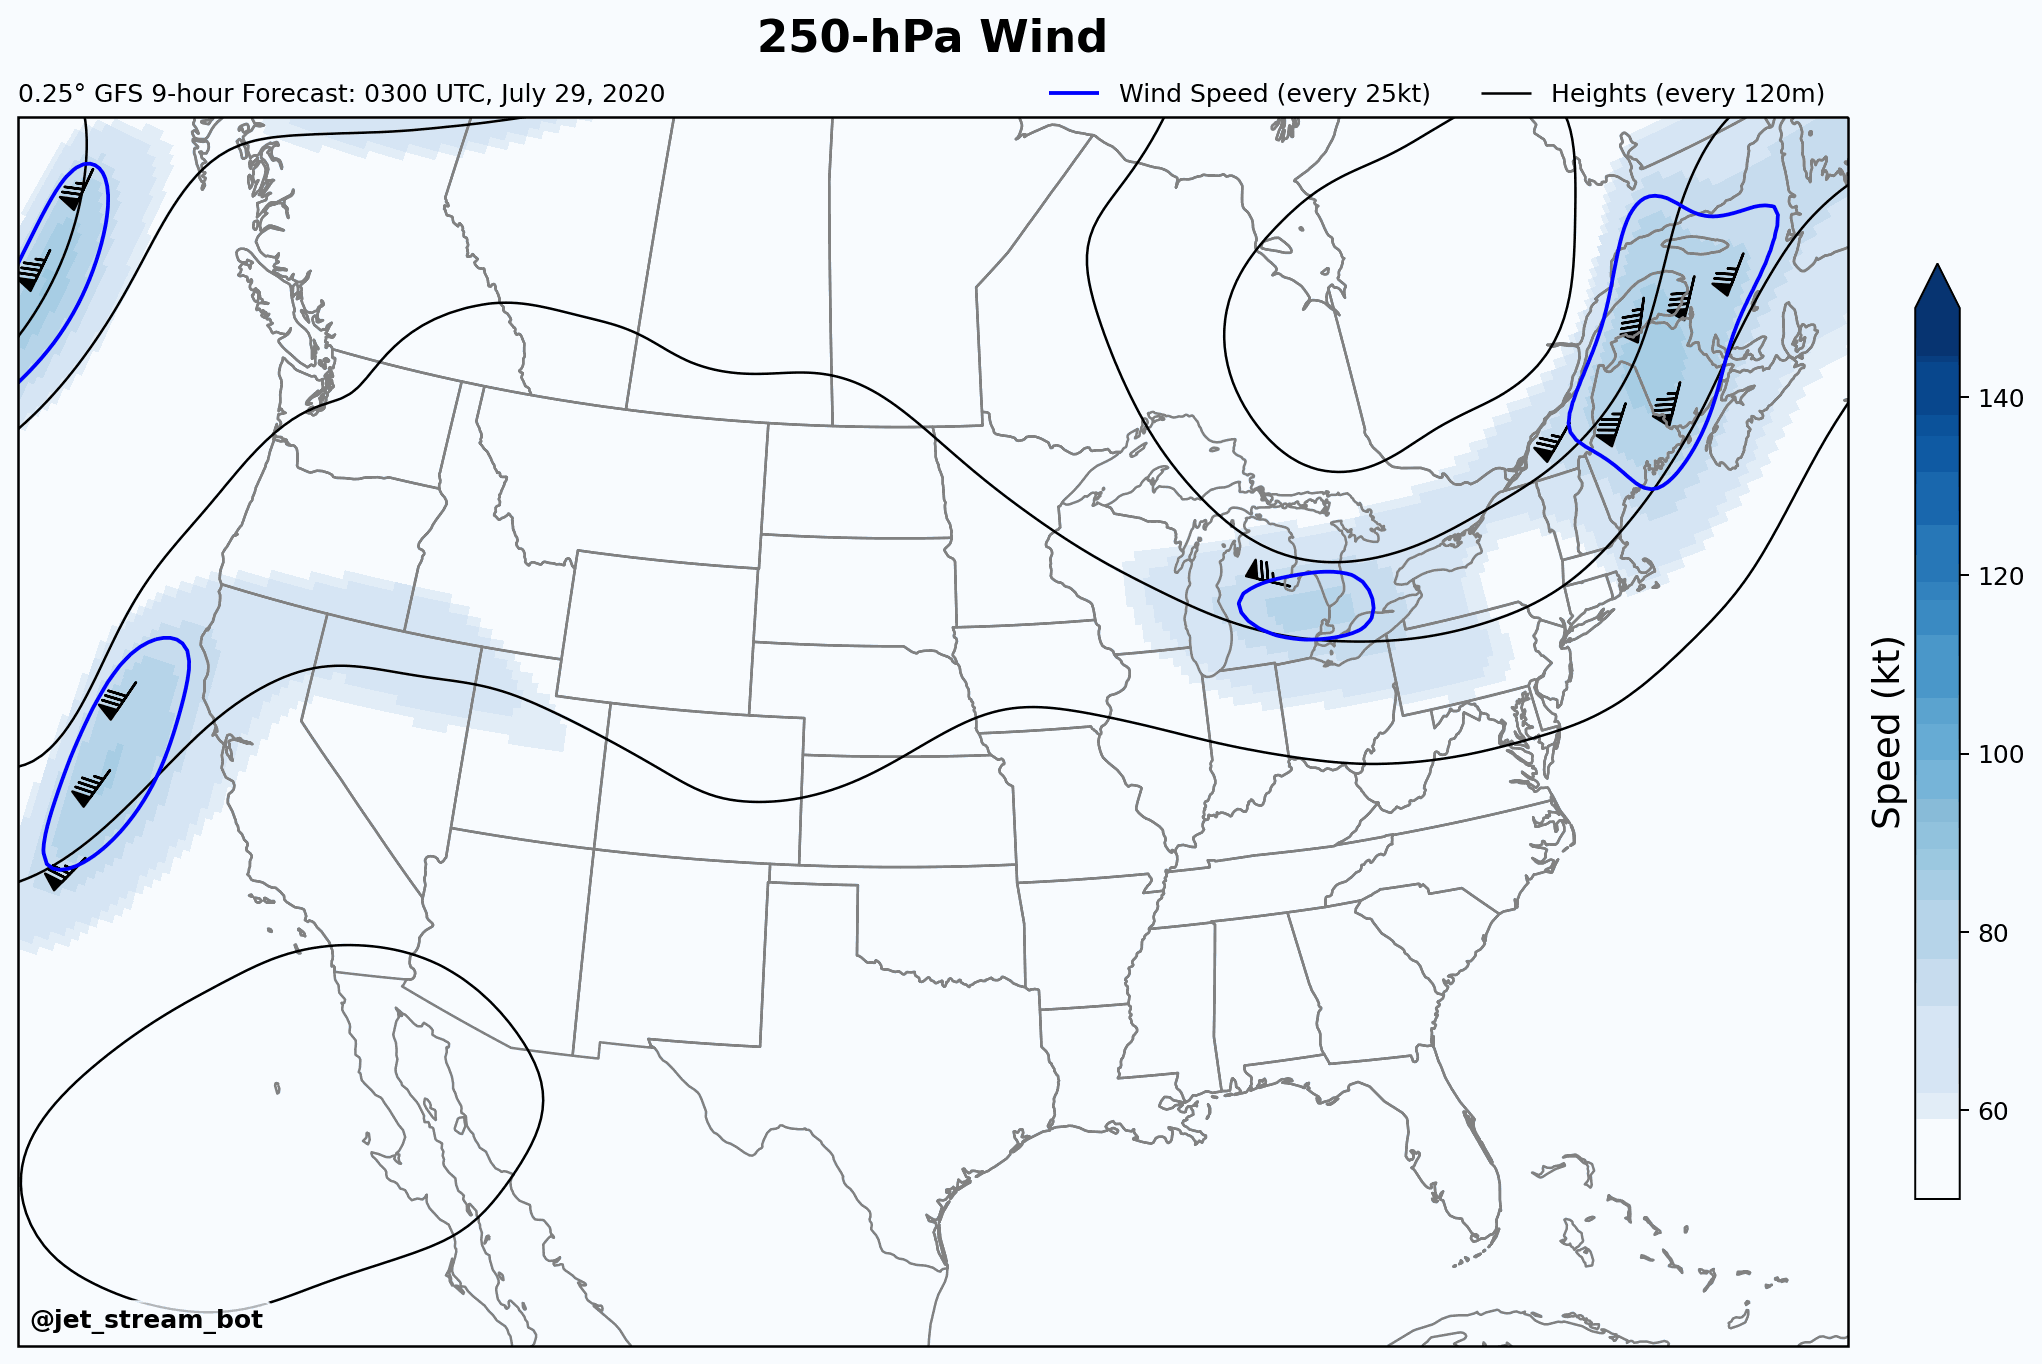 250-hPa Wind
0.25° GFS 9-hour Forecast: 0300 UTC, July 29, 2020
Wind Speed (every 25kt)
Heights (every 120m)
140
120
100
80
60
Speed (kt)
@jet_stream_bot